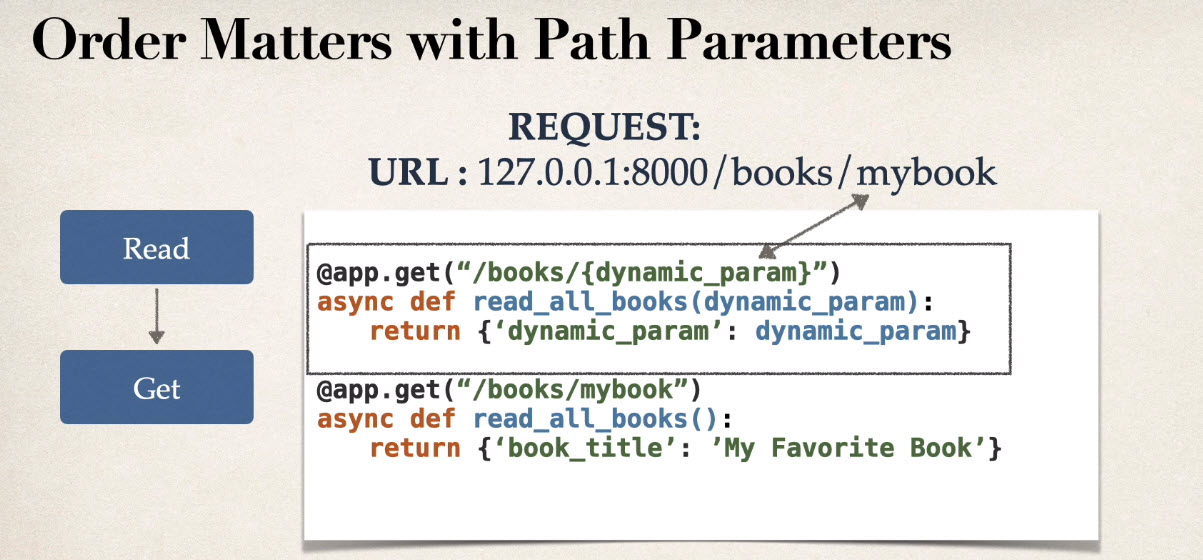 Order Matters with Path Parameters
REQUEST:
URL : 127.0.0.1:8000/books/mybook
Read
Get
@app.get(“/books/{dynamic_param}”)
async def read_all_books(dynamic_param):
return {‘dynamic_param’: dynamic_param}
@app.get(“/books/mybook”)
async def read_all_books():
return {‘book_title’: ’My Favorite Book’}